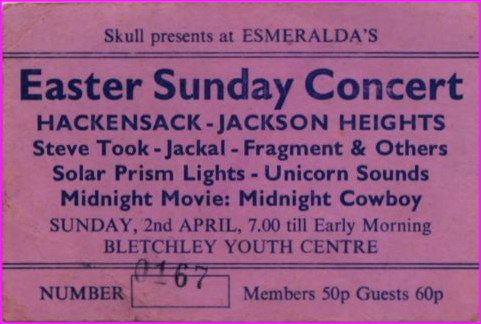 Skull presents at ESMERALDA'S
Easter Sunday Concert
HACKENSACK - JACKSON HEIGHTS
Steve Took - Jackal - Fragment & Others
Solar Prism Lights - Unicorn Sounds
Midnight Movie: Midnight Cowboy
SUNDAY, 2nd APRIL, 7.00 till Early Morning
BLETCHLEY YOUTH CENTRE
NUMBER 0167 Members 50p Guests 60p